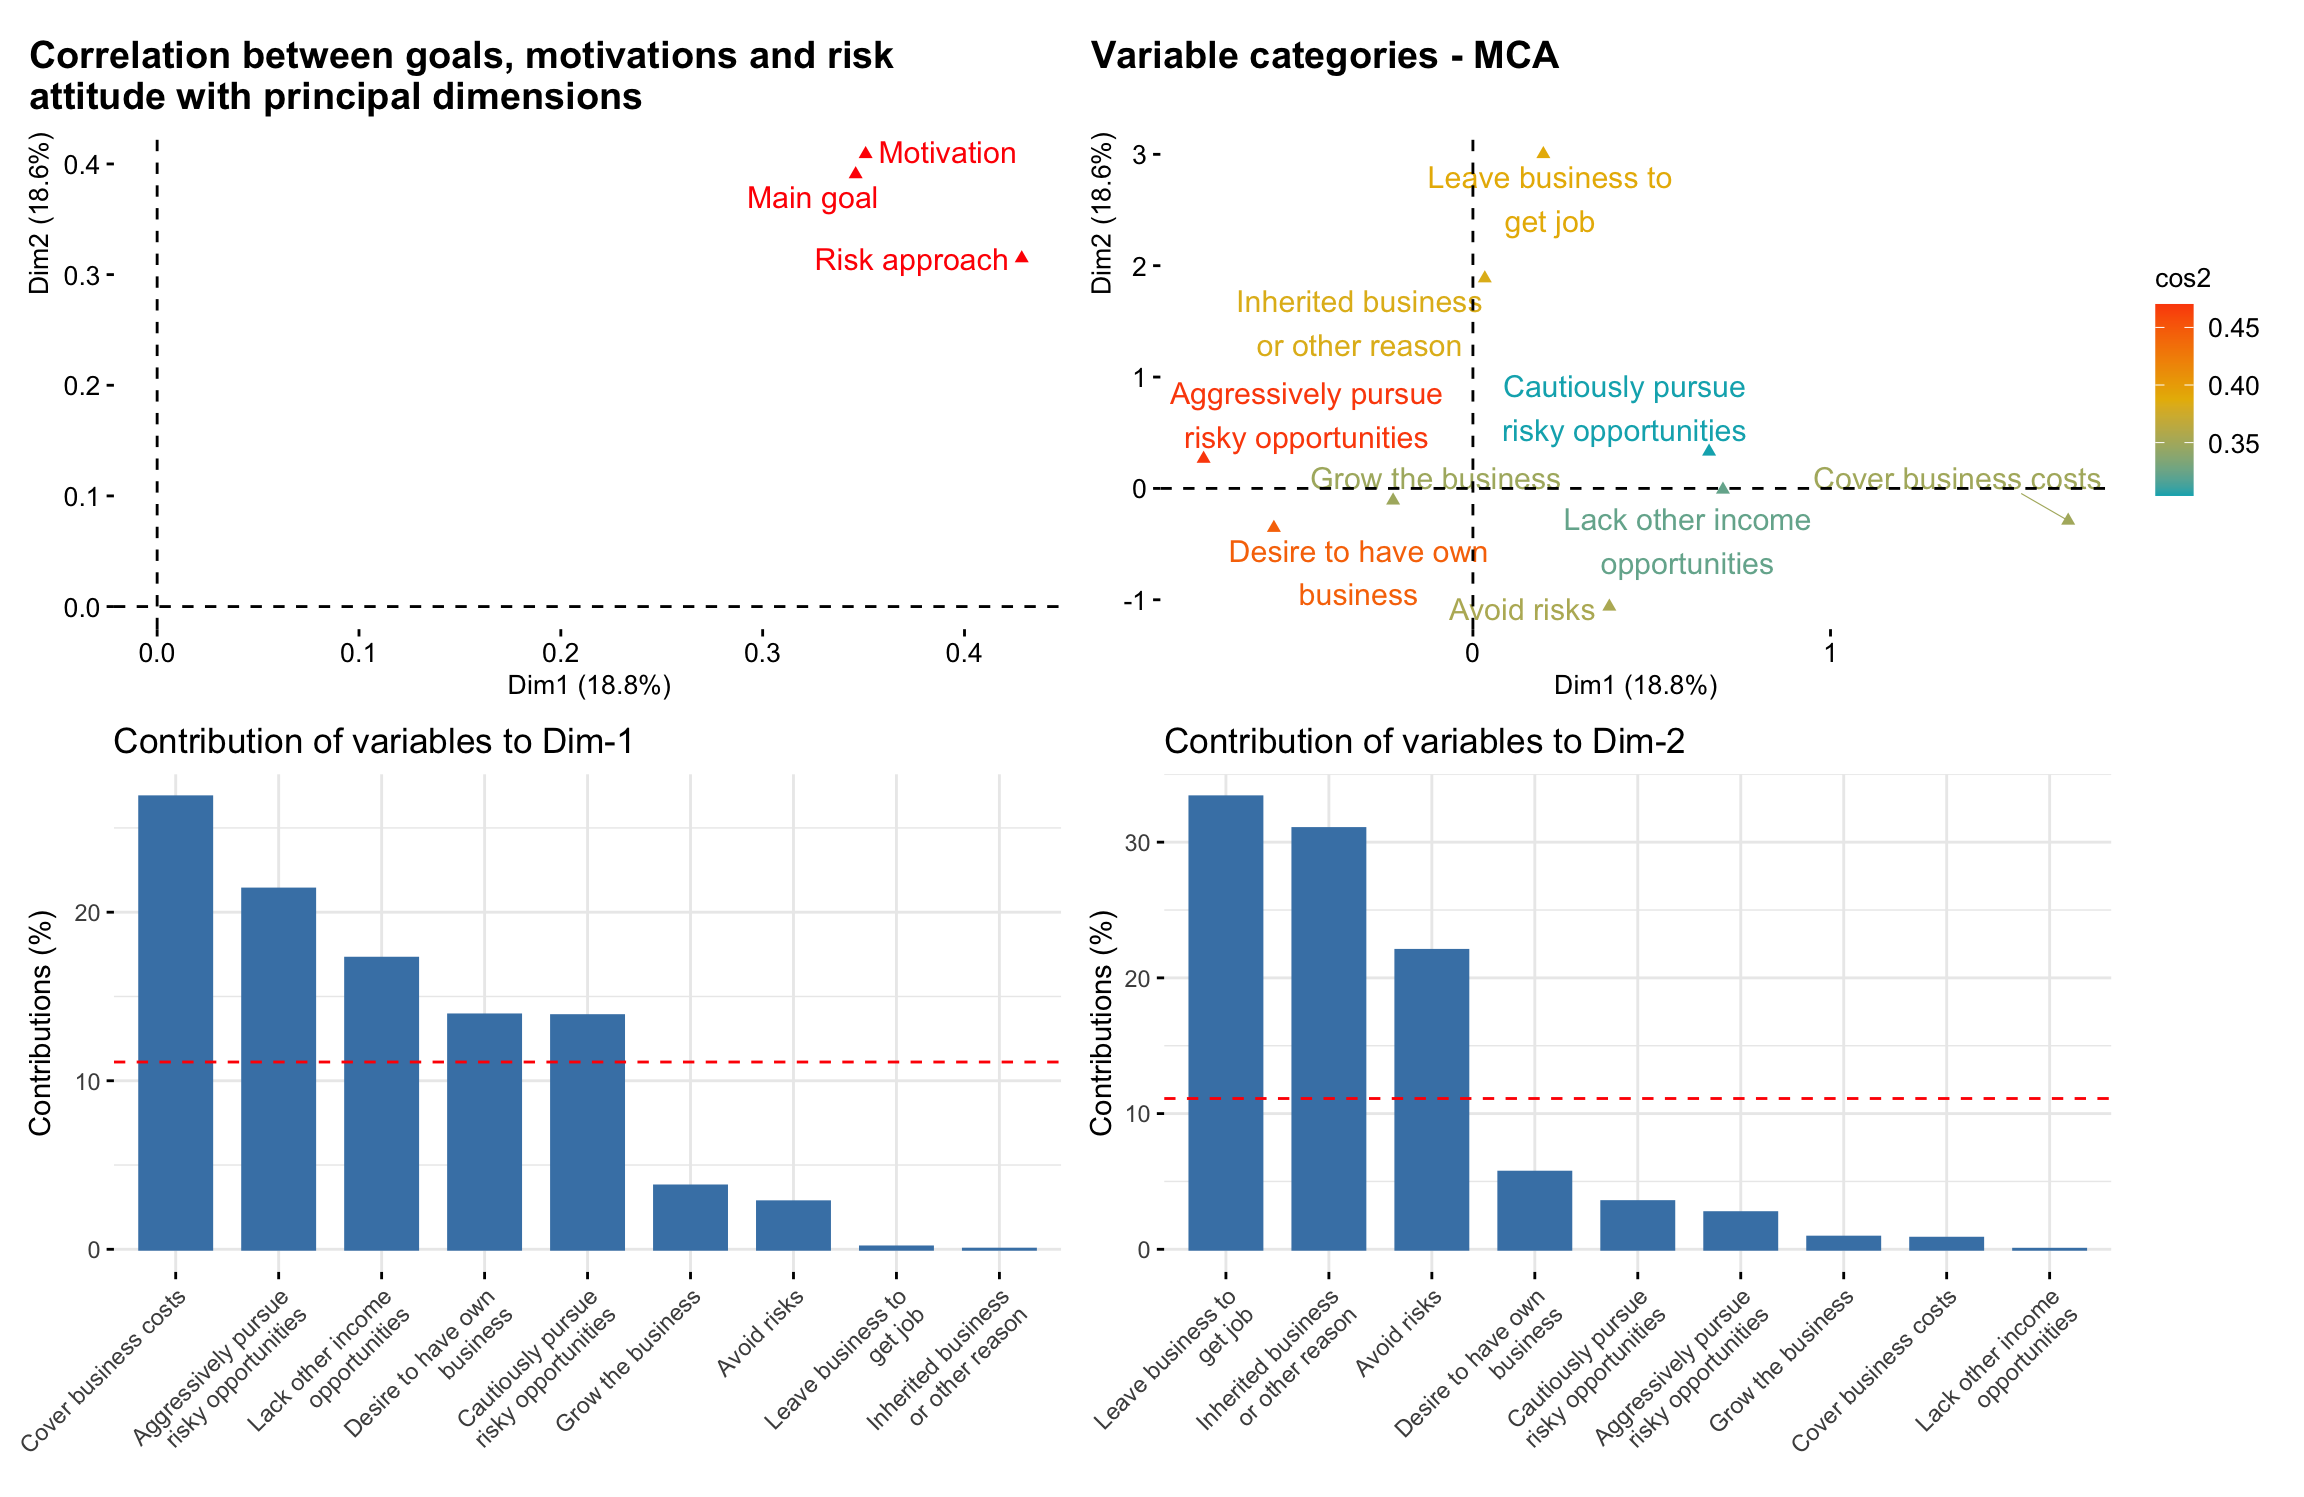 Correlation between goals, motivations and risk
attitude with principal dimensions
Dim2 (18.6%)
0.4
0.3
0.2
0.1
0.0
Motivation
Main goal
Risk approach
0.0
0.1
0.2
0.3
0.4
Dim1 (18.8%)
Variable categories - MCA
Dim2 (18.6%)
3
2
1
0
-1
Leave business to
get job
Inherited business
or other reason
Aggressively pursue
risky opportunities
Cautiously pursue
risky opportunities
Grow the business
Cover business costs
Lack other income
opportunities
Desire to have own
business
Avoid risks
0
1
Dim1 (18.8%)
cos2
0.45
0.40
0.35
Contribution of variables to Dim-1
Contributions (%)
20
10
0
Cover business costs
Aggressively pursue
risky opportunities
Lack other income
opportunities
Desire to have own
business
Cautiously pursue
risky opportunities
Grow the business
Avoid risks
Leave business to
get job
Inherited business
or other reason
Contribution of variables to Dim-2
Contributions (%)
30
20
10
0
Leave business to
get job
Inherited business
or other reason
Avoid risks
Desire to have own
business
Cautiously pursue
risky opportunities
Aggressively pursue
risky opportunities
Grow the business
Cover business costs
Lack other income
opportunities